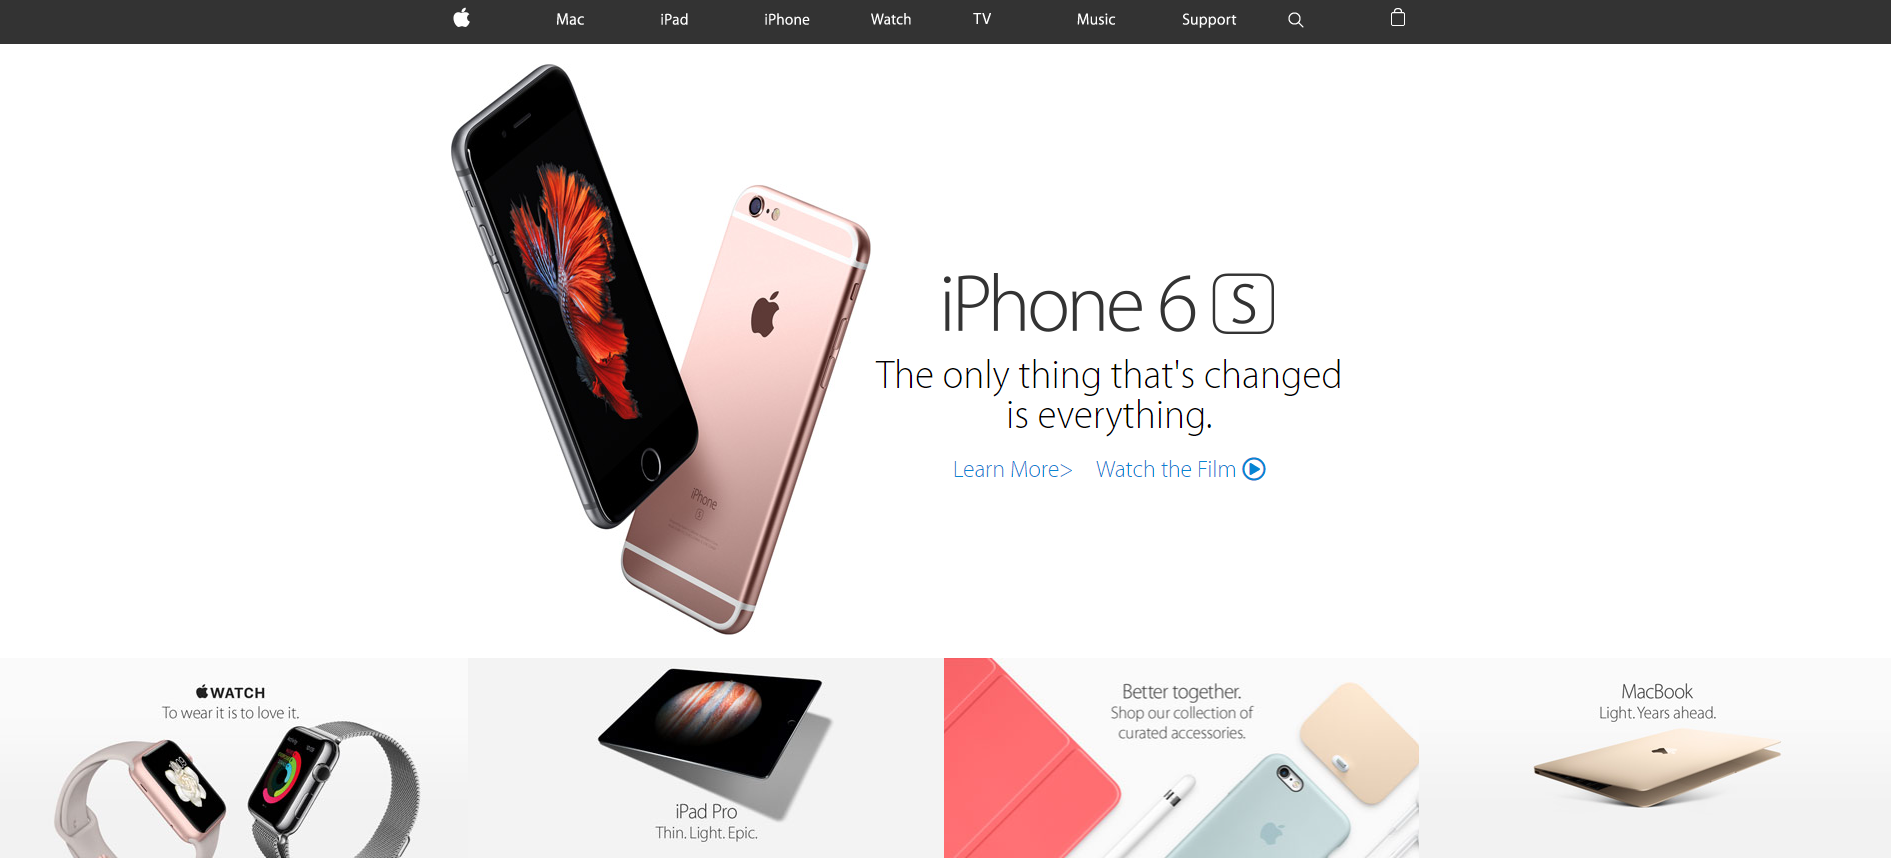 Mac iPad iPhone Watch TV Music Support
iPhone 6 S
The only thing that's changed
is everything.
Learn More> Watch the Film
iPhone
S
WATCH
To wear it is to love it.
iPad Pro
Thin. Light. Epic.
Better together.
Shop our collection of
curated accessories.
MacBook
Light. Years ahead.